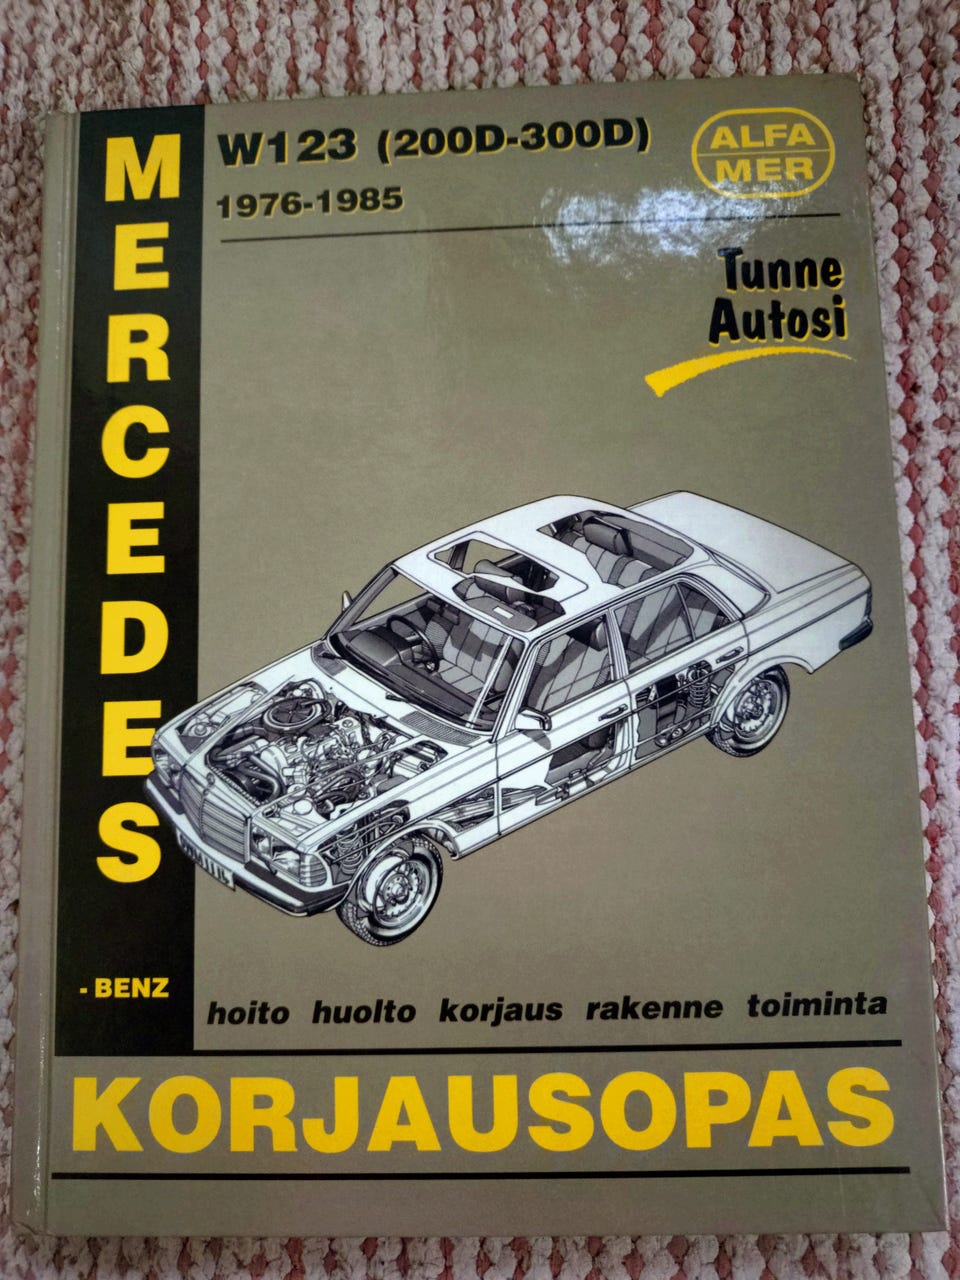 MERCEDES
-BENZ
W123 (200D-300D)
1976-1985
ALFA
MER
Tunne
Autosi
hoito huolto korjaus rakenne toiminta
KORJAUSOPAS